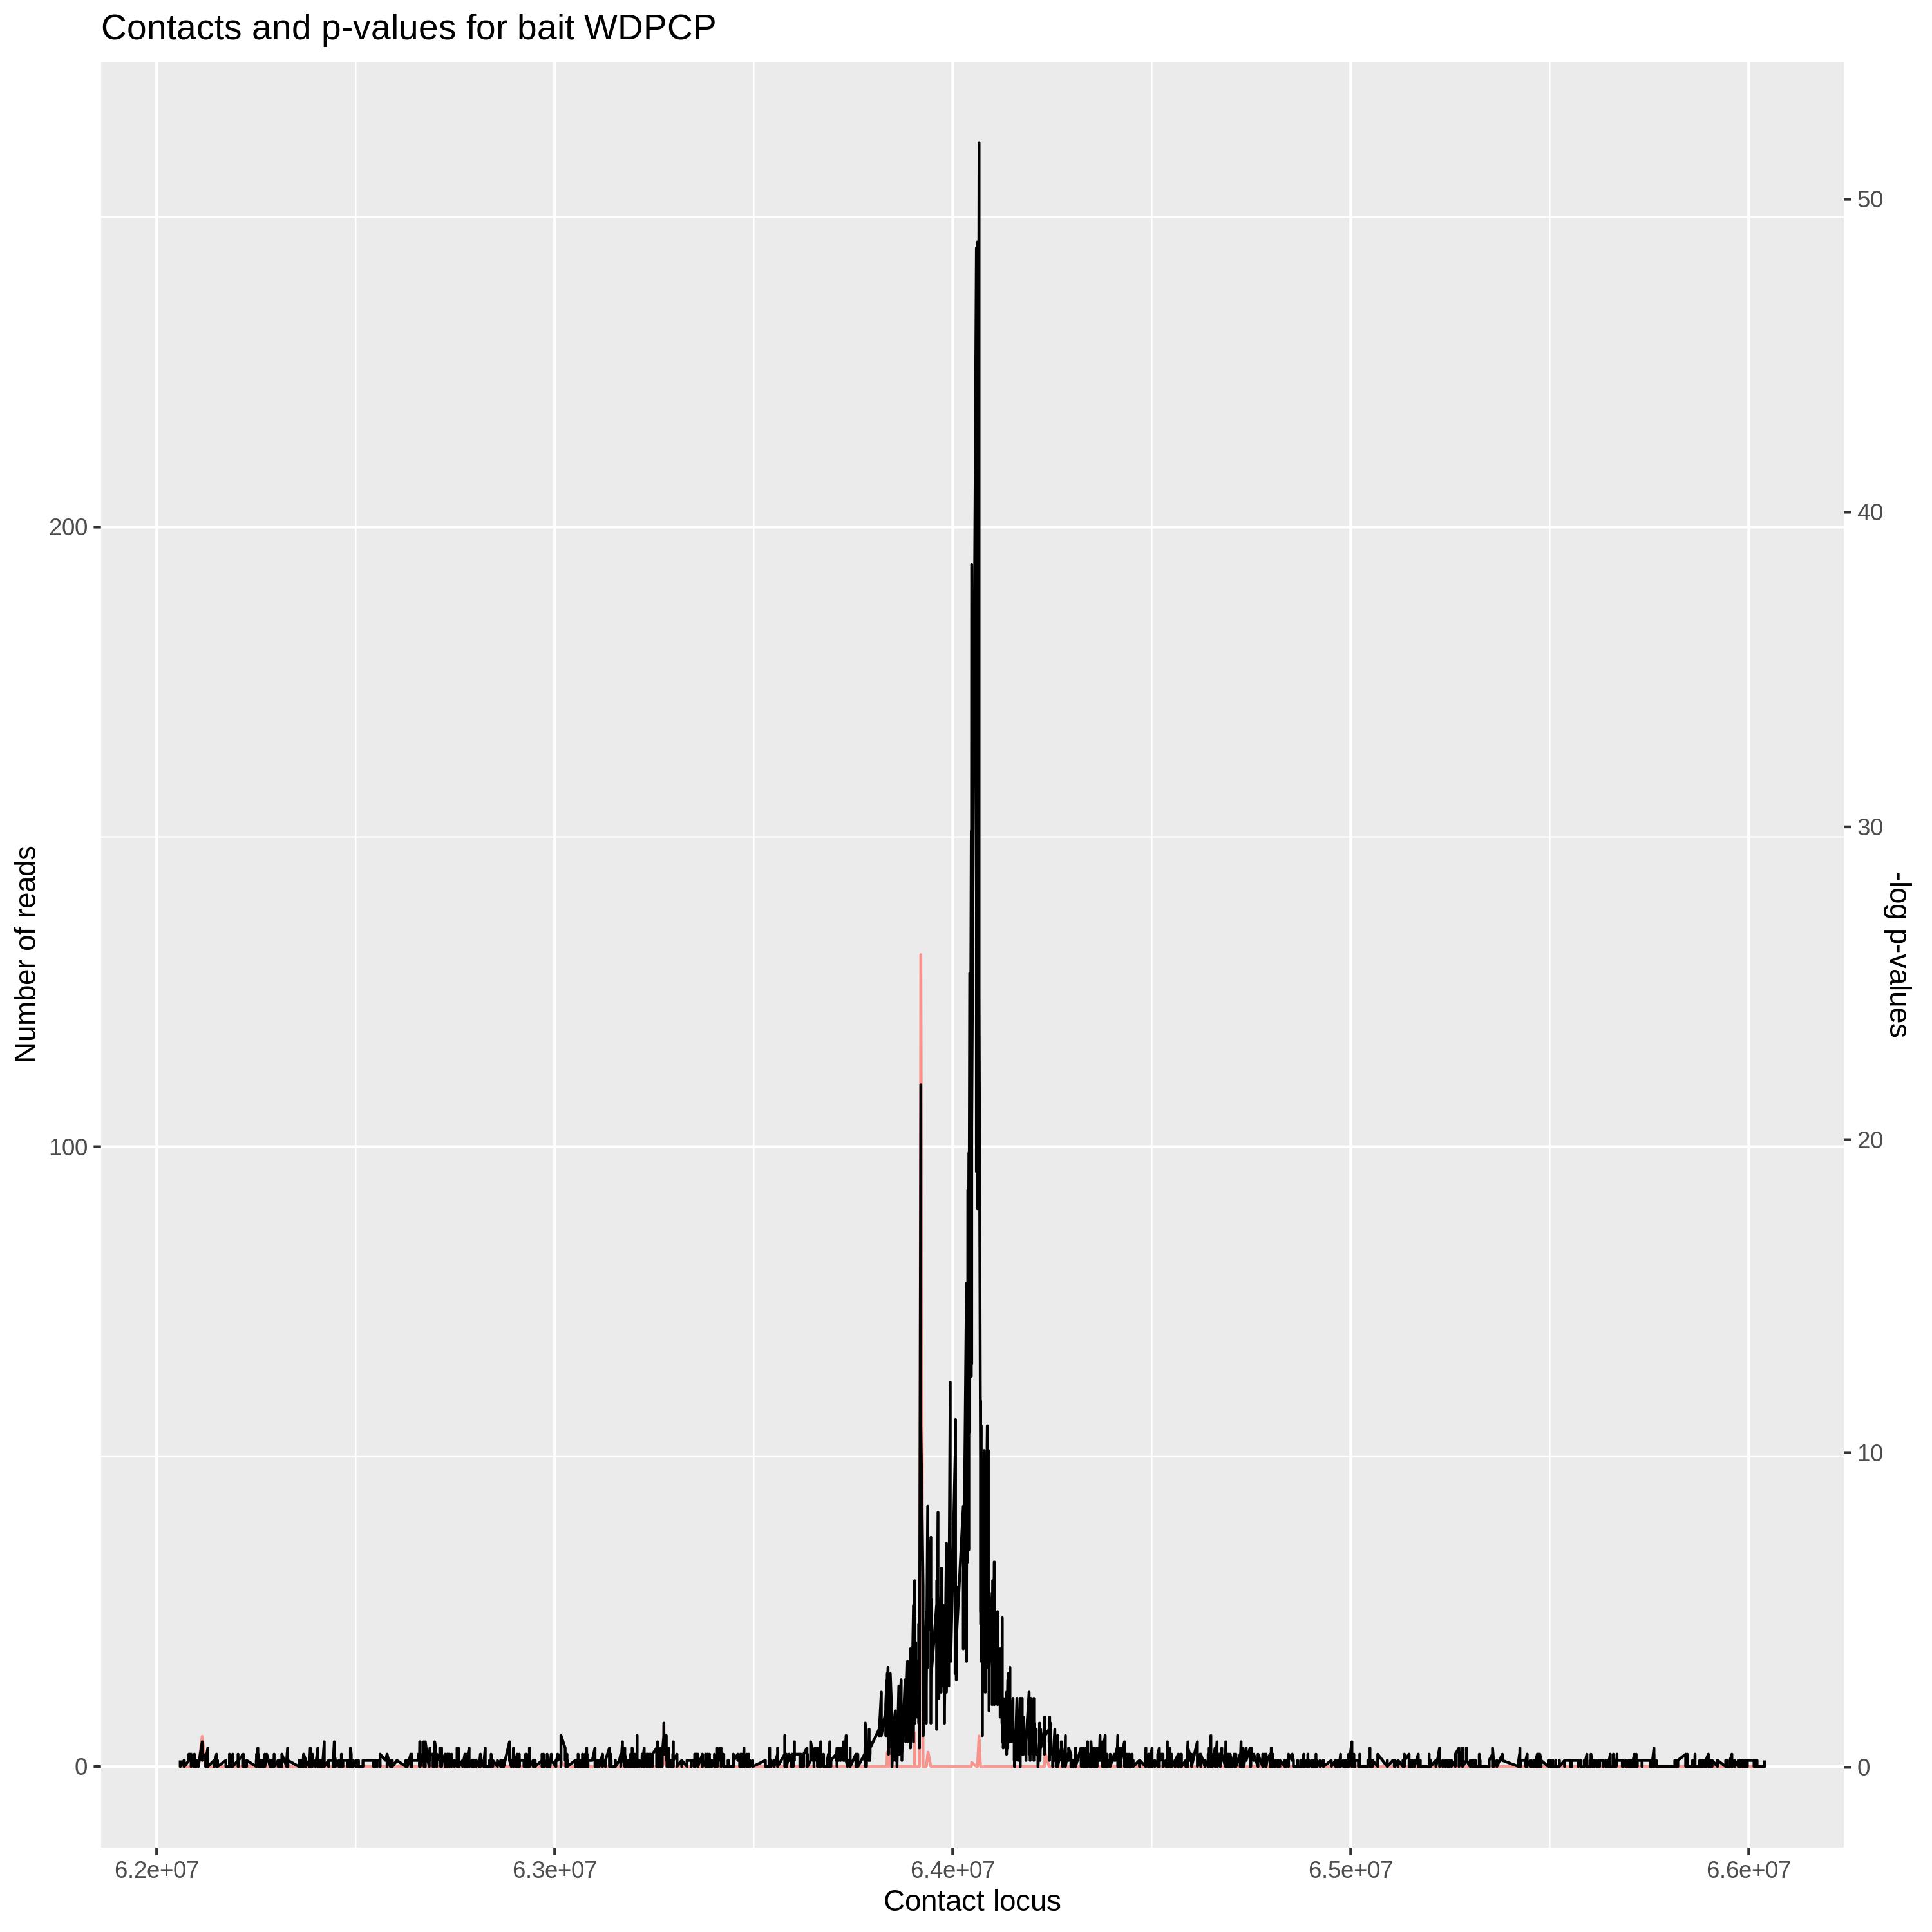 Contacts and p-values for bait WDPCP
Number of reads
200
100
0
50
40
30
20
10
0
-log p-values
6.2e+07
6.3e+07
6.4e+07
6.5e+07
6.6e+07
Contact locus